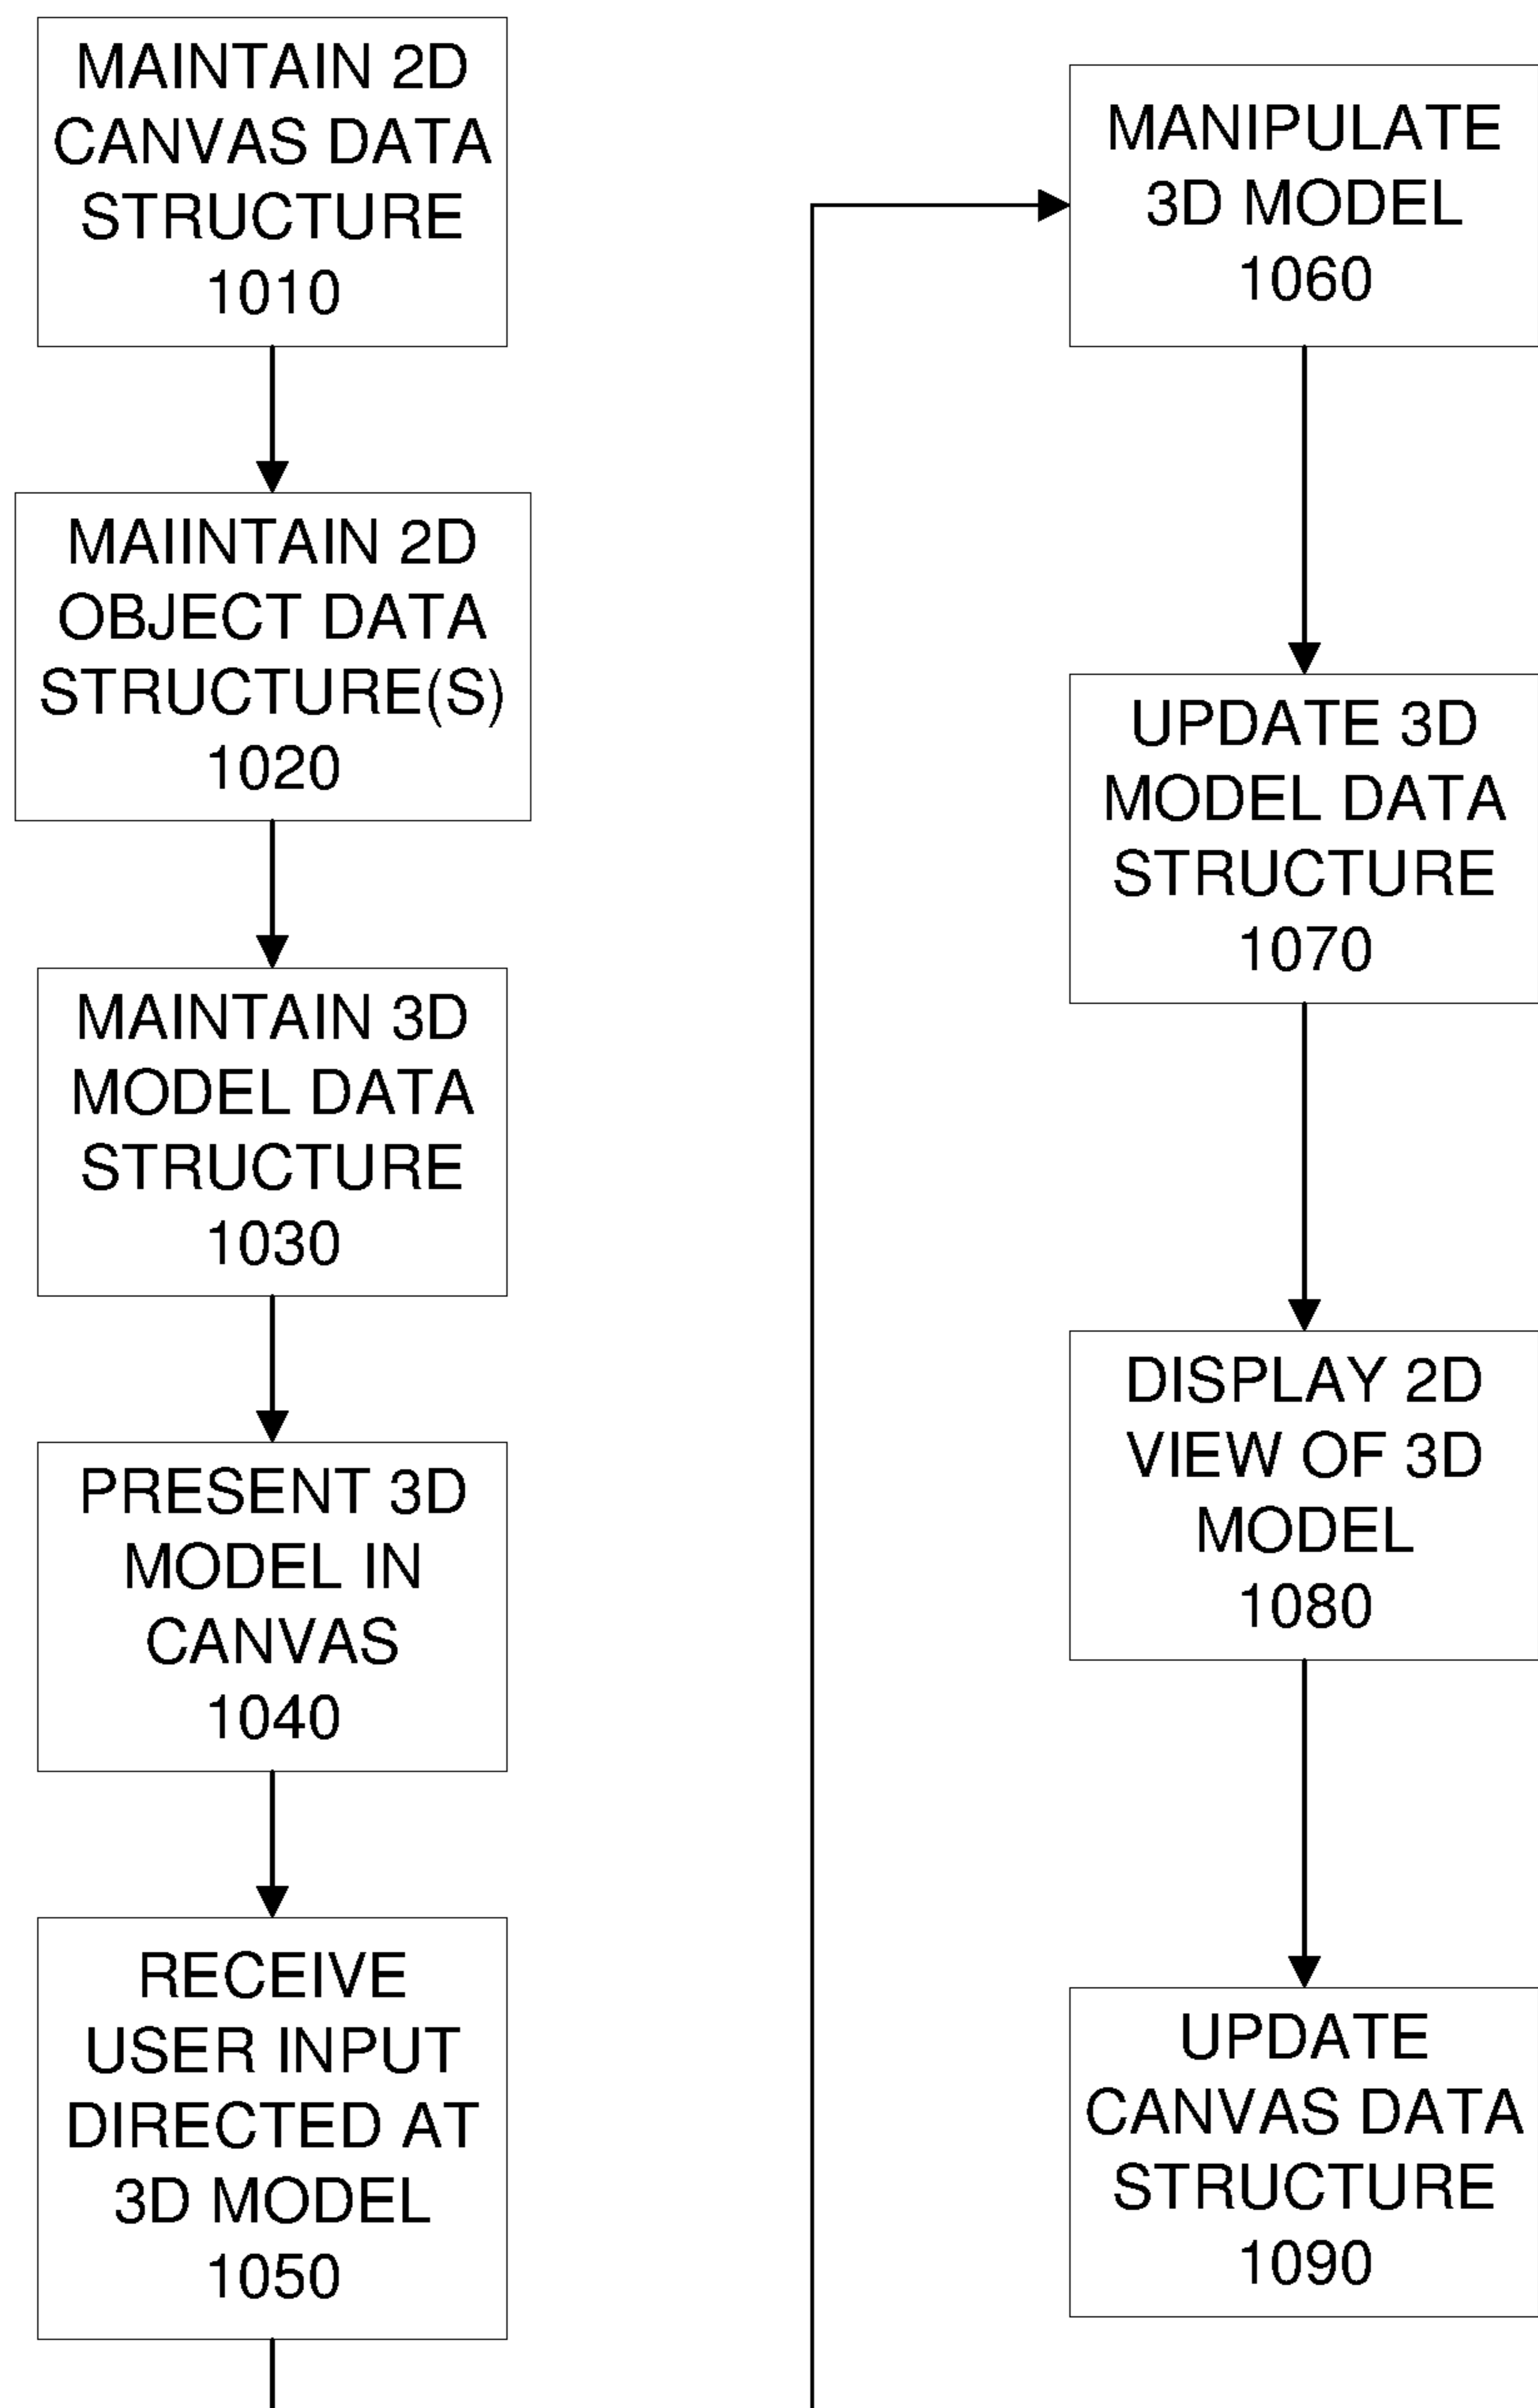 MAINTAIN 2D
CANVAS DATA
STRUCTURE
1010
MAIINTAIN 2D
OBJECT DATA
STRUCTURE(S)
1020
MAINTAIN 3D
MODEL DATA
STRUCTURE
1030
PRESENT 3D
MODEL IN
CANVAS
1040
RECEIVE
USER INPUT
DIRECTED AT
3D MODEL
1050
MANIPULATE
3D MODEL
1060
UPDATE 3D
MODEL DATA
STRUCTURE
1070
DISPLAY 2D
VIEW OF 3D
MODEL
1080
UPDATE
CANVAS DATA
STRUCTURE
1090